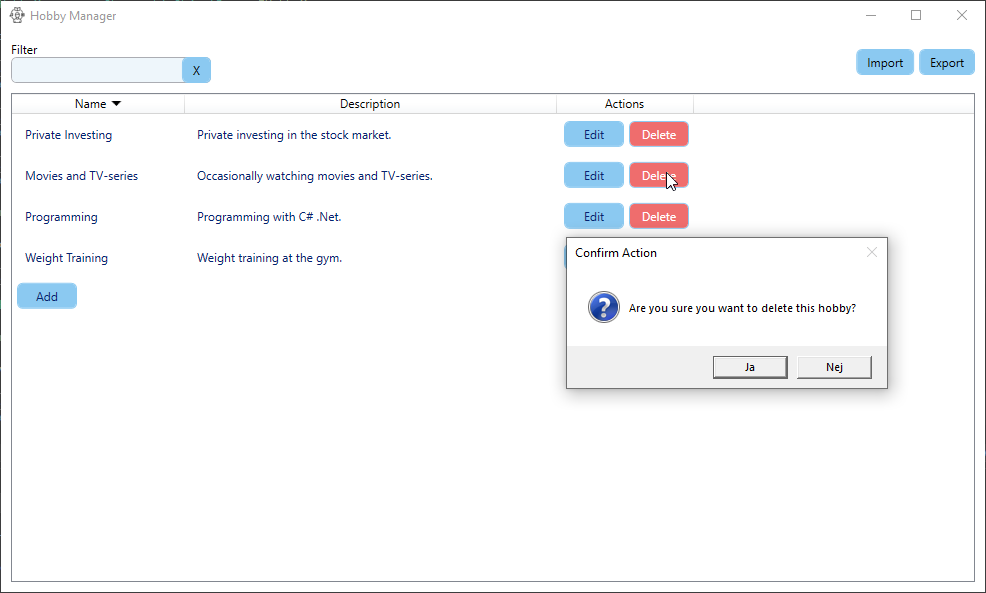 Hobby Manager
Filter
X
Import Export
Name Description Actions
Private Investing Private investing in the stock market. Edit Delete
Movies and TV-series Occasionally watching movies and TV-series. Edit Delete
Programming Programming with C# .Net. Edit Delete
Weight Training Weight training at the gym.
Add
Confirm Action
Are you sure you want to delete this hobby?
Ja Nej